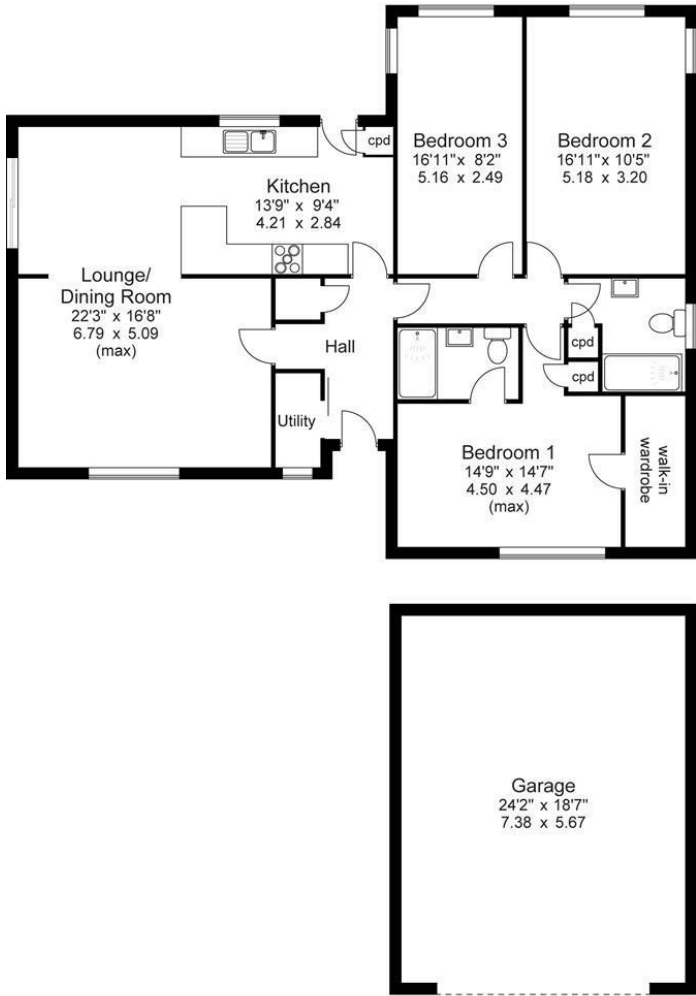 cpd
Bedroom 3
16'11"x 8'2"
5.16 x 2.49
Bedroom 2
16'11" x 10'5"
5.18 x 3.20
Kitchen
13'9" x 9'4"
4.21 x 2.84
Lounge/
Dining Room
22'3" x 16'8"
6.79 x 5.09
(max)
Hall
cpd
cpd
Utility
Bedroom 1
14'9" x 14'7"
4.50 x 4.47
(max)
walk-in
wardrobe
Garage
24'2" x 18'7"
7.38 x 5.67